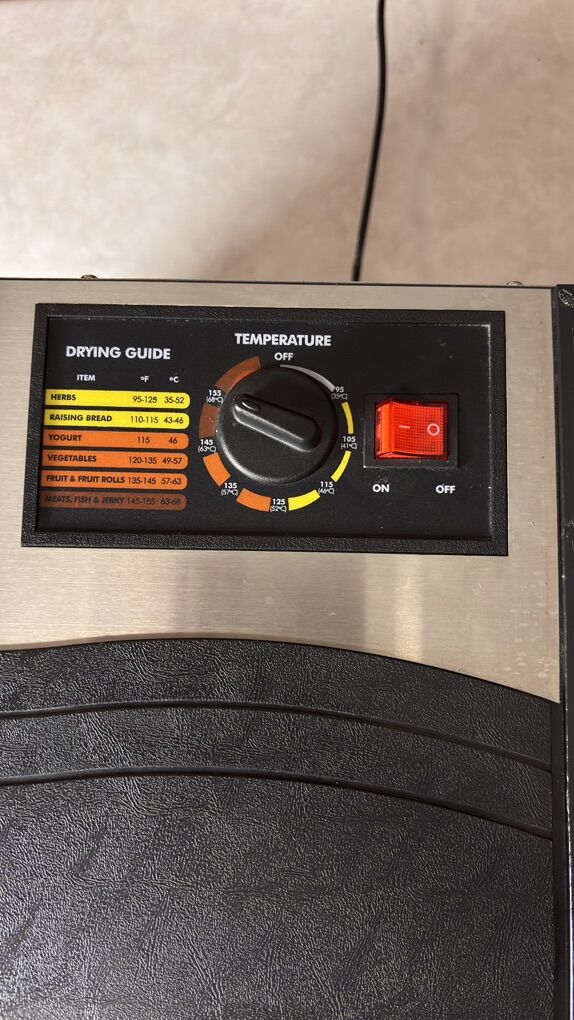 DRYING GUIDE
ITEM °F °C
HERBS 95-125 35-52
RAISING BREAD 110-115 43-46
YOGURT 115 46
VEGETABLES 120-135 49-57
FRUIT & FRUIT ROLLS 135-145 57-63
MEATS, FISH & JERKY 145-155 63-68
TEMPERATURE
OFF
95
(35°C)
105
(41°C)
115
(46°C)
125
(52°C)
135
(57°C)
145
(63°C)
155
(68°C)
ON OFF